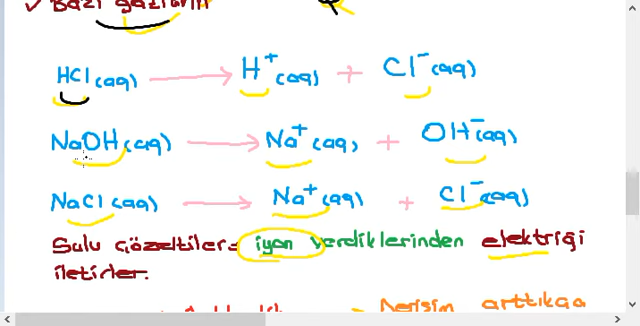 ✓ Bazı gazların
HCl(aq) → H⁺(aq) + Cl⁻(aq)
NaOH(aq) → Na⁺(aq) + OH⁻(aq)
NaCl(aq) → Na⁺(aq) + Cl⁻(aq)
Sulu çözeltiler iyon verdiklerinden elektriği
iletirler.
Derişim arttıkça